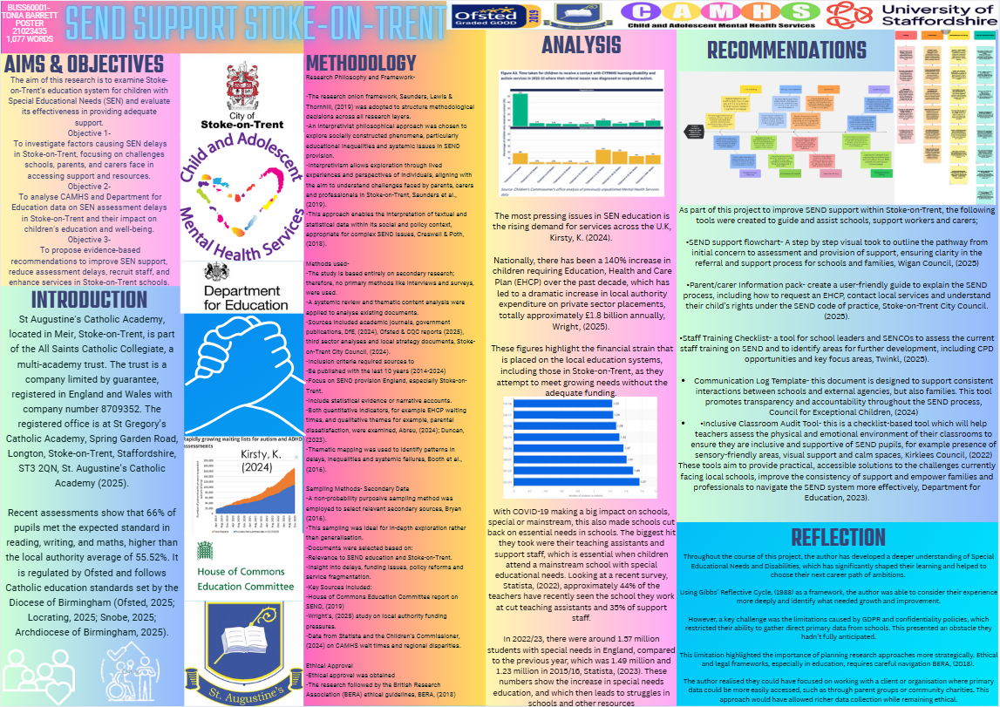 BUSS60001-
TONIA BARRETT
POSTER
21023435
1,077 WORDS
SEND SUPPORT STOKE-ON-TRENT
Ofsted
Graded GOOD
2019
St. Augustine's
CAMHS
Child and Adolescent Mental Health Services
University of
Staffordshire
AIMS & OBJECTIVES
The aim of this research is to examine Stoke-
on-Trent's education system for children with
Special Educational Needs (SEN) and evaluate
its effectiveness in providing adequate
support.
Objective 1-
To investigate factors causing SEN delays
in Stoke-on-Trent, focusing on challenges
schools, parents, and carers face in
accessing support and resources.
Objective 2-
To analyse CAMHS and Department for
Education data on SEN assessment delays
in Stoke-on-Trent and their impact on
children's education and well-being.
Objective 3-
To propose evidence-based
recommendations to improve SEN support,
reduce assessment delays, recruit staff, and
enhance services in Stoke-on-Trent schools.
INTRODUCTION
St Augustine's Catholic Academy,
located in Meir, Stoke-on-Trent, is part
of the All Saints Catholic Collegiate, a
multi-academy trust. The trust is a
company limited by guarantee,
registered in England and Wales with
company number 8709352. The
registered office is at St Gregory's
Catholic Academy, Spring Garden Road,
Longton, Stoke-on-Trent, Staffordshire,
ST3 2QN, St. Augustine's Catholic
Academy (2025).
Recent assessments show that 66% of
pupils met the expected standard in
reading, writing, and maths, higher than
the local authority average of 55.52%. It
is regulated by Ofsted and follows
Catholic education standards set by the
Diocese of Birmingham (Ofsted, 2025;
Locrating, 2025; Snobe, 2025;
Archdiocese of Birmingham, 2025).
City of
Stoke-on-Trent
Child and Adolescent
Mental Health Services
Department
for Education
Rapidly growing waiting lists for autism and ADHD
assessments
Kirsty, K.
(2024)
House of Commons
Education Committee
St. Augustine's
METHODOLOGY
Research Philosophy and Framework-
-The research onion framework, Saunders, Lewis &
Thornhill, (2019) was adopted to structure methodological
decisions across all research layers.
-An interpretivist philosophical approach was chosen to
explore socially constructed phenomena, particularly
educational inequalities and systemic issues in SEND
provision.
-Interpretivism allows exploration through lived
experiences and perspectives of individuals, aligning with
the aim to understand challenges faced by parents, carers
and professionals in Stoke-on-Trent, Saunders et al.,
(2019).
-This approach enables the interpretation of textual and
statistical data within its social and policy context,
appropriate for complex SEND issues, Creswell & Poth,
(2018).
Methods used-
-The study is based entirely on secondary research;
therefore, no primary methods like interviews and surveys,
were used.
-A systemic review and thematic content analysis were
applied to analyse existing documents.
-Sources included academic journals, government
publications, DfE, (2024), Ofsted & CQC reports (2025),
third sector analyses and local strategy documents, Stoke-
on-Trent City Council, (2024).
-Inclusion criteria required sources to
-Be published with the last 10 years (2014-2024)
-Focus on SEND provision England, especially Stoke-on-
Trent.
-Include statistical evidence or narrative accounts.
-Both quantitative indicators, for example EHCP waiting
times, and qualitative themes for example, parental
dissatisfaction, were examined, Abreu, (2024); Duncan,
(2023).
-Thematic mapping was used to identify patterns in
delays, inequalities and systemic failures, Booth et al.,
(2016).
Sampling Methods- Secondary Data
-A non-probability purposive sampling method was
employed to select relevant secondary sources, Bryan
(2016).
-This sampling was ideal for in-depth exploration rather
than generalisation.
-Documents were selected based on:
-Relevance to SEND education and Stoke-on-Trent.
-Insight into delays, funding issues, policy reforms and
service fragmentation.
-Key Sources Included:
-House of Commons Education Committee report on
SEND, (2019)
-Wright's, (2025) study on local authority funding
pressures.
-Data from Statista and the Children's Commissioner,
(2024) on CAMHS wait times and regional disparities.
Ethical Approval
-Ethical approval was obtained
-The research followed by the British Research
Association (BERA) ethical guidelines, BERA, (2018)
ANALYSIS
Figure 43. Time taken for children to receive a contact with CYPMHS learning disability and
autism services in 2022-23 where their referral reason was diagnosed or suspected autism.
Source: Children's Commissioner's office analysis of previously unpublished Mental Health Services
data
The most pressing issues in SEN education is
the rising demand for services across the U.K,
Kirsty, K. (2024).
Nationally, there has been a 140% increase in
children requiring Education, Health and Care
Plan (EHCP) over the past decade, which has
led to a dramatic increase in local authority
expenditure on private sector placements,
totally approximately £1.8 billion annually,
Wright, (2025).
These figures highlight the financial strain that
is placed on the local education systems,
including those in Stoke-on-Trent, as they
attempt to meet growing needs without the
adequate funding.
With COVID-19 making a big impact on schools,
special or mainstream, this also made schools cut
back on essential needs in schools. The biggest hit
they took were their teaching assistants and
support staff, which is essential when children
attend a mainstream school with special
educational needs. Looking at a recent survey,
Statista, (2022), approximately 44% of the
teachers have recently seen the school they work
at cut teaching assistants and 35% of support
staff.
In 2022/23, there were around 1.57 million
students with special needs in England, compared
to the previous year, which was 1.49 million and
1.23 million in 2015/16, Statista, (2023). These
numbers show the increase in special needs
education, and which then leads to struggles in
schools and other resources
RECOMMENDATIONS
As part of this project to improve SEND support within Stoke-on-Trent, the following
tools were created to guide and assist schools, support workers and carers;
•SEND support flowchart- A step by step visual took to outline the pathway from
initial concern to assessment and provision of support, ensuring clarity in the
referral and support process for schools and families, Wigan Council, (2025)
•Parent/carer Information pack- create a user-friendly guide to explain the SEND
process, including how to request an EHCP, contact local services and understand
their child's rights under the SEND code of practice, Stoke-on-Trent City Council.
(2025).
•Staff Training Checklist- a tool for school leaders and SENCOs to assess the current
staff training on SEND and to identify areas for further development, including CPD
opportunities and key focus areas, Twinkl, (2025).
• Communication Log Template- this document is designed to support consistent
interactions between schools and external agencies, but also families. This tool
promotes transparency and accountability throughout the SEND process,
Council for Exceptional Children, (2024)
• •Inclusive Classroom Audit Tool- this is a checklist-based tool which will help
teachers assess the physical and emotional environment of their classrooms to
ensure they are inclusive and supportive of SEND pupils, for example presence of
sensory-friendly areas, visual support and calm spaces, Kirklees Council, (2022)
These tools aim to provide practical, accessible solutions to the challenges currently
facing local schools, improve the consistency of support and empower families and
professionals to navigate the SEND system more effectively, Department for
Education, 2023).
REFLECTION
Throughout the course of this project, the author has developed a deeper understanding of Special
Educational Needs and Disabilities, which has significantly shaped their learning and helped to
choose their next career path of ambitions.
Using Gibbs' Reflective Cycle, (1988) as a framework, the author was able to consider their experience
more deeply and identify what needed growth and improvement.
However, a key challenge was the limitations caused by GDPR and confidentiality policies, which
restricted their ability to gather direct primary data from schools. This presented an obstacle they
hadn't fully anticipated.
This limitation highlighted the importance of planning research approaches more strategically. Ethical
and legal frameworks, especially in education, requires careful navigation BERA, (2018).
The author realised they could have focused on working with a client or organisation where primary
data could be more easily accessed, such as through parent groups or community charities. This
approach would have allowed richer data collection while remaining ethical.